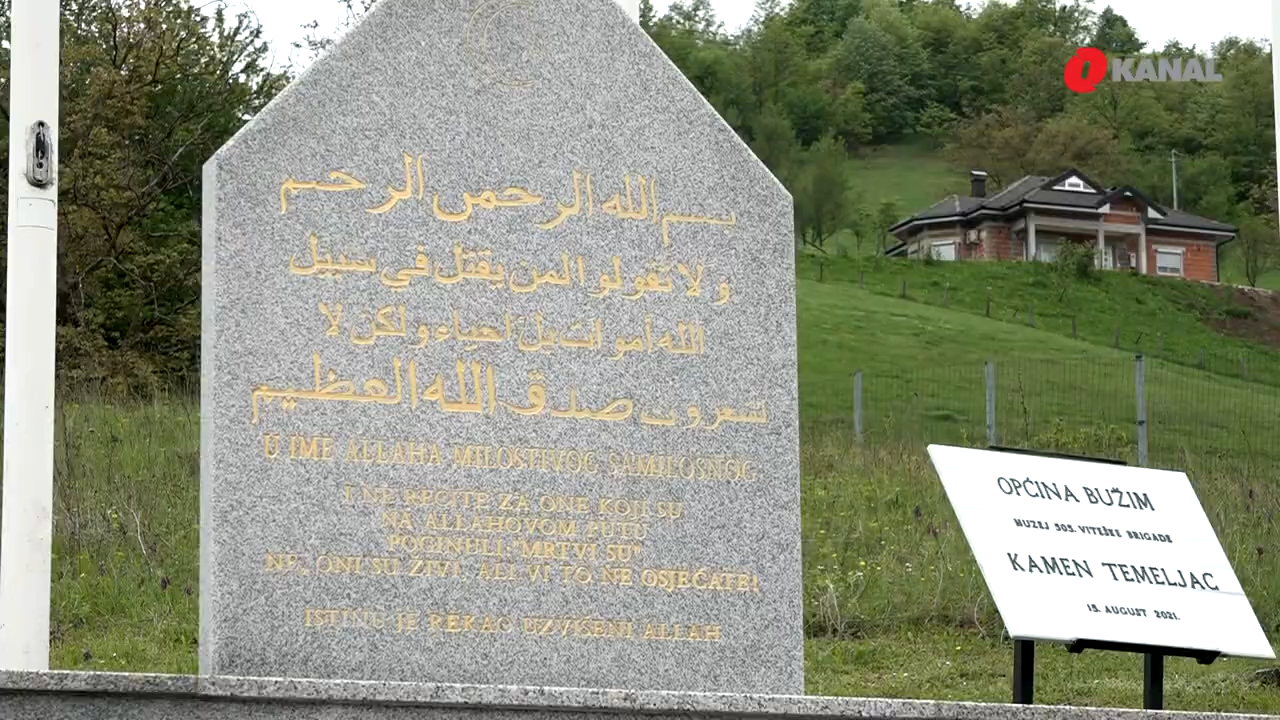 بسم الله الرحمن الرحيم
ولا تقولوا لمن يقتل في سبيل
الله أموات بل احياء ولكن لا
تشعرون صدق الله العظيم
U IME ALLAHA MILOSTIVOG, SAMILOSNOG
I NE RECITE ZA ONE KOJI SU
NA ALLAHOVOM PUTU
POGINULI "MRTVI SU"
NE, ONI SU ŽIVI, ALI VI TO NE OSJEĆATE!
ISTINU JE REKAO UZVIŠENI ALLAH
OPĆINA BUŽIM
MUZEJ 505. VITEŠKE BRIGADE
KAMEN TEMELJAC
15. AUGUST 2021.
O KANAL